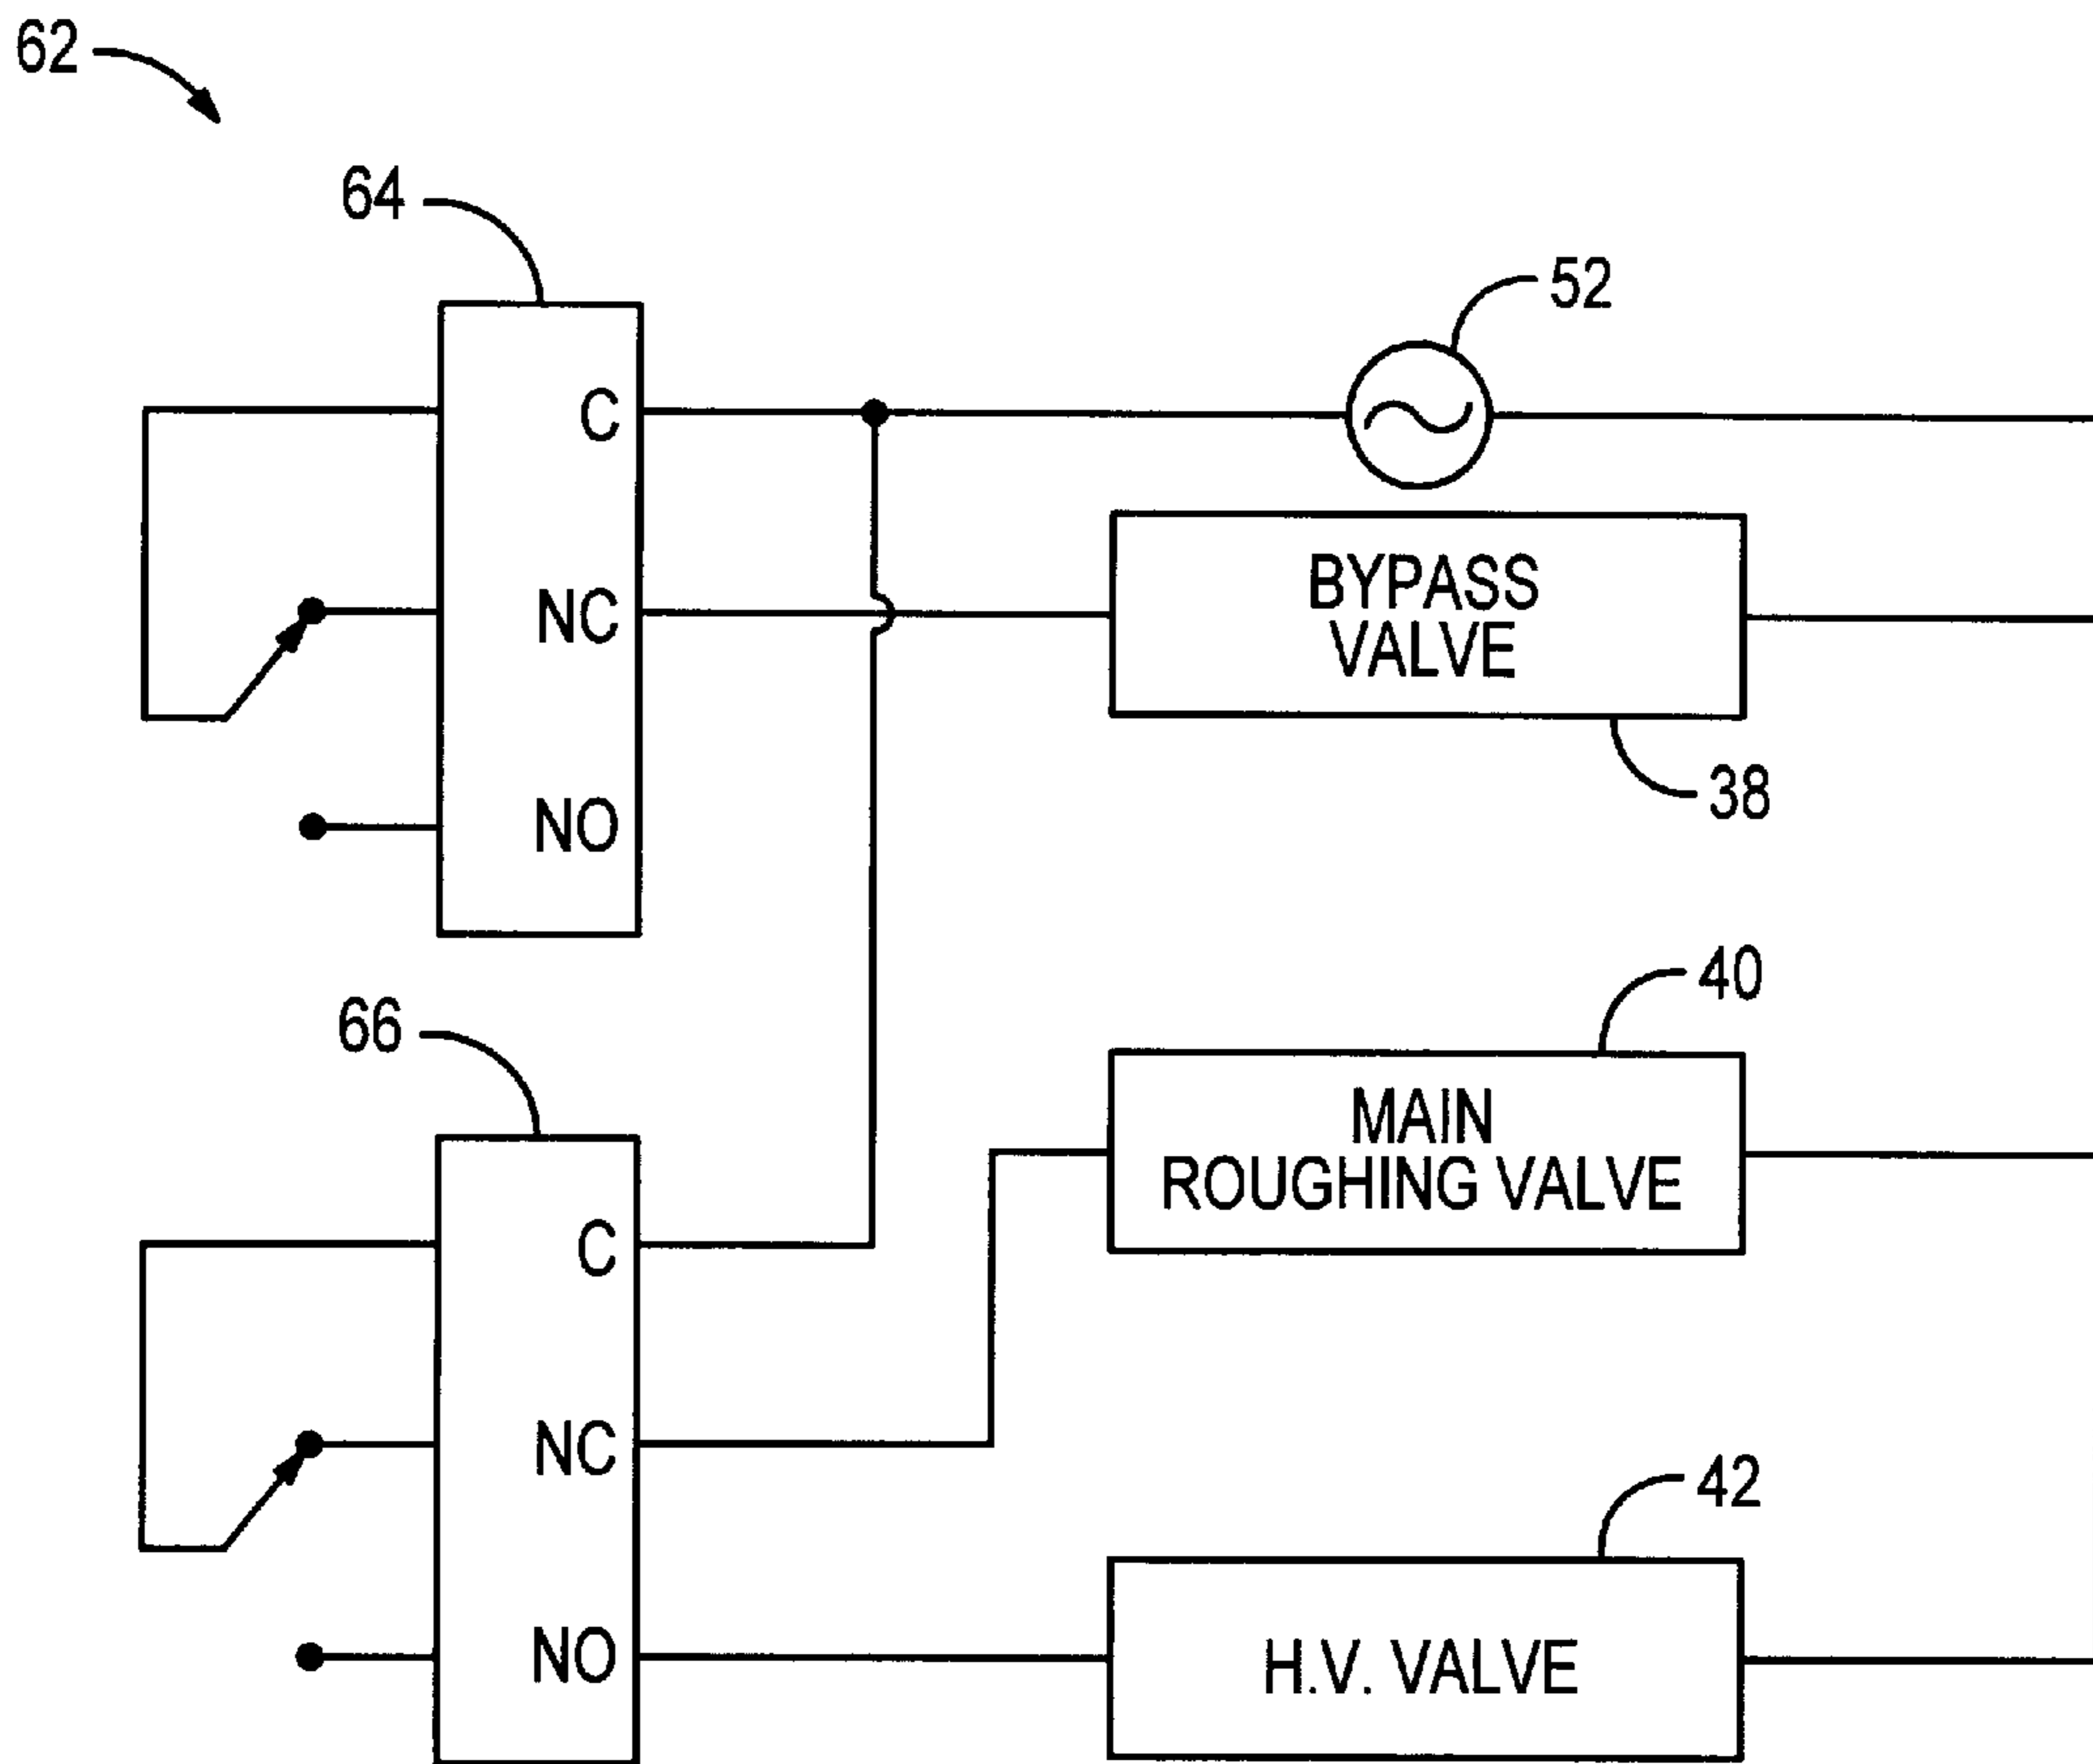 62
64
52
C
BYPASS
VALVE
NC
38
NO
40
66
MAIN
ROUGHING VALVE
C
NC
42
NO
H.V. VALVE